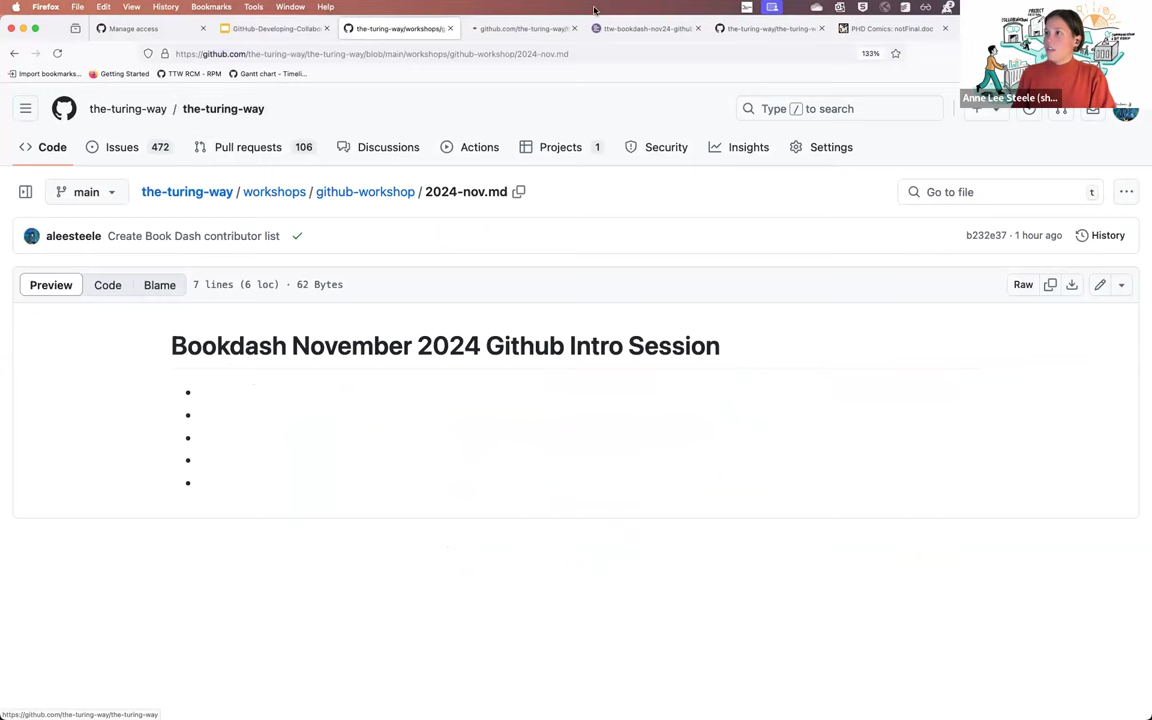 Firefox File Edit View History Bookmarks Tools Window Help
Manage access
GitHub-Developing-Collabo
the-turing-way/workshops/g
github.com/the-turing-way/t
ttw-bookdash-nov24-github
the-turing-way/the-turing-w
PHD Comics: notFinal.doc
https://github.com/the-turing-way/the-turing-way/blob/main/workshops/github-workshop/2024-nov.md
133%
Import bookmarks...
Getting Started
TTW RCM - RPM
Gantt chart - Timeli...
Anne Lee Steele (sh...
the-turing-way / the-turing-way
Type / to search
Code
Issues 472
Pull requests 106
Discussions
Actions
Projects 1
Security
Insights
Settings
main
the-turing-way / workshops / github-workshop / 2024-nov.md
Go to file t
aleesteele Create Book Dash contributor list
b232e37 · 1 hour ago
History
Preview Code Blame
7 lines (6 loc) · 62 Bytes
Raw
Bookdash November 2024 Github Intro Session
https://github.com/the-turing-way/the-turing-way